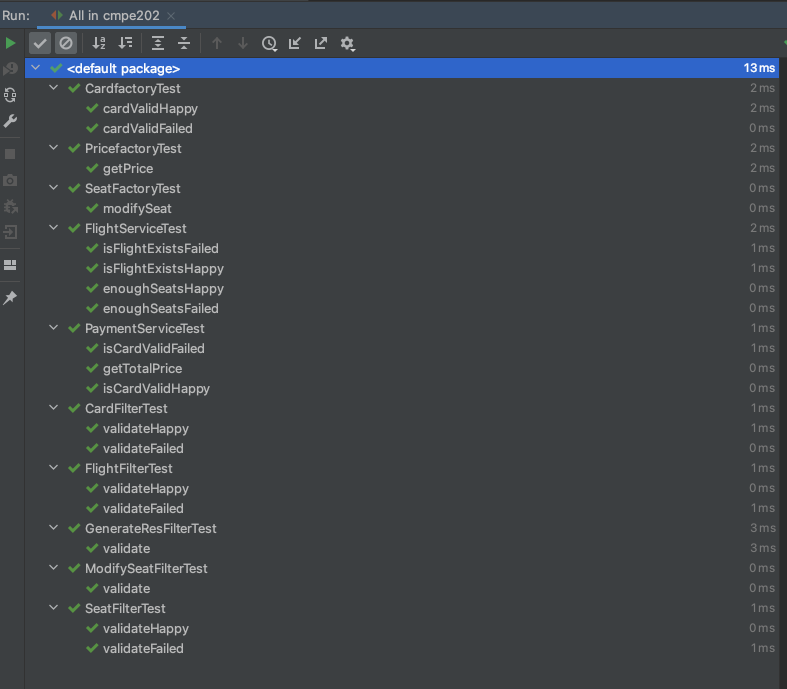 Run: All in cmpe202
<default package> 13 ms
CardfactoryTest 2 ms
cardValidHappy 2 ms
cardValidFailed 0 ms
PricefactoryTest 2 ms
getPrice 2 ms
SeatFactoryTest 0 ms
modifySeat 0 ms
FlightServiceTest 2 ms
isFlightExistsFailed 1 ms
isFlightExistsHappy 1 ms
enoughSeatsHappy 0 ms
enoughSeatsFailed 0 ms
PaymentServiceTest 1 ms
isCardValidFailed 1 ms
getTotalPrice 0 ms
isCardValidHappy 0 ms
CardFilterTest 1 ms
validateHappy 1 ms
validateFailed 0 ms
FlightFilterTest 1 ms
validateHappy 0 ms
validateFailed 1 ms
GenerateResFilterTest 3 ms
validate 3 ms
ModifySeatFilterTest 0 ms
validate 0 ms
SeatFilterTest 1 ms
validateHappy 0 ms
validateFailed 1 ms